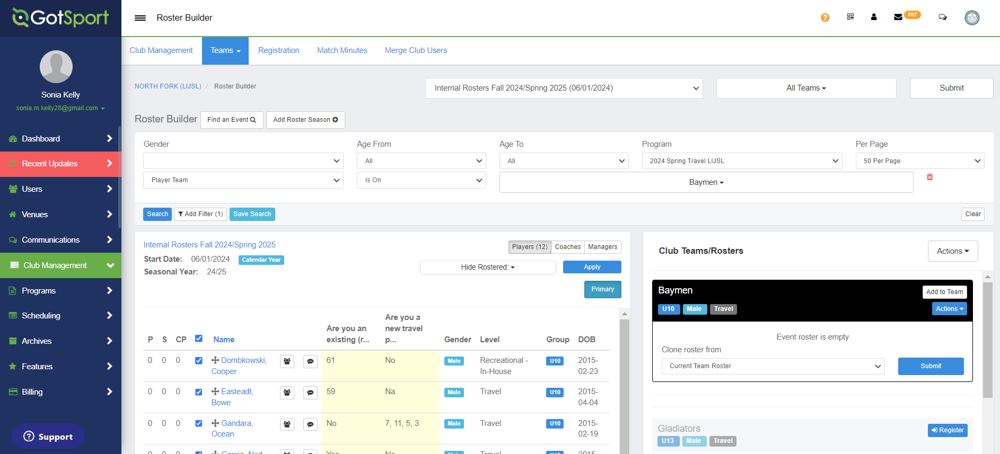 GotSport
Roster Builder
787
Sonia Kelly
sonia.m.kelly28@gmail.com
Dashboard
Recent Updates
Users
Venues
Communications
Club Management
Programs
Scheduling
Archives
Features
Billing
Support
Club Management
Teams
Registration
Match Minutes
Merge Club Users
NORTH FORK (LIJSL) / Roster Builder
Internal Rosters Fall 2024/Spring 2025 (06/01/2024)
All Teams
Submit
Roster Builder
Find an Event
Add Roster Season
Gender
Age From
Age To
Program
Per Page
All
All
2024 Spring Travel LIJSL
50 Per Page
Player Team
Is On
Baymen
Search
Add Filter (1)
Save Search
Clear
Internal Rosters Fall 2024/Spring 2025
Players (12)
Coaches
Managers
Start Date: 06/01/2024 Calendar Year
Seasonal Year: 24/25
Hide Rostered:
Apply
Primary
P S CP Name
Are you an existing (r...
Are you a new travel p...
Gender Level Group DOB
0 0 0 Dombkowski, Cooper 61 No Male Recreational - In-House U10 2015-02-23
0 0 0 Easteadt, Bowe 59 Na Male Travel U10 2015-04-04
0 0 0 Gandara, Ocean No 7, 11, 5, 3 Male Travel U10 2015-02-19
0 0 0 Garcia, Ned Yes No Male Travel U10 2015-
Club Teams/Rosters
Actions
Baymen
Add to Team
U10 Male Travel
Actions
Event roster is empty
Clone roster from
Current Team Roster
Submit
Gladiators
Register
U13 Male Travel